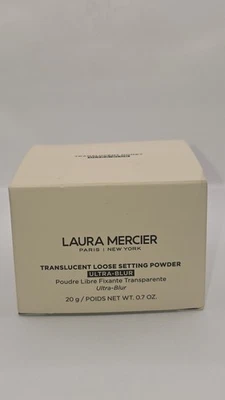 LAURA MERCIER
PARIS | NEW YORK
TRANSLUCENT LOOSE SETTING POWDER
ULTRA-BLUR
Poudre Libre Fixante Transparente
Ultra-Blur
20 g / POIDS NET WT. 0.7 OZ.